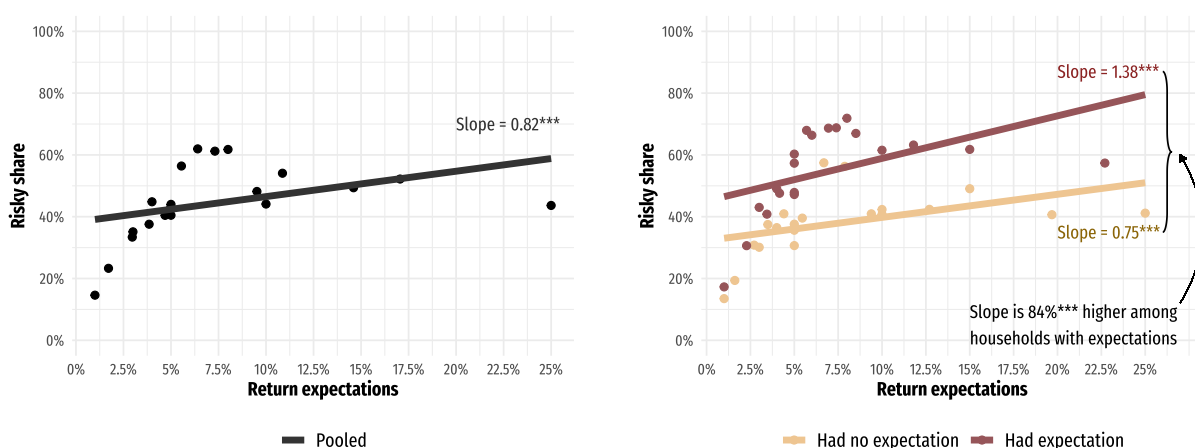 100%
80%
60%
40%
20%
0%
Risky share
Slope = 0.82***
0% 2.5% 5% 7.5% 10% 12.5% 15% 17.5% 20% 22.5% 25%
Return expectations
Pooled
100%
80%
60%
40%
20%
0%
Risky share
Slope = 1.38***
Slope = 0.75***
Slope is 84%*** higher among
households with expectations
0% 2.5% 5% 7.5% 10% 12.5% 15% 17.5% 20% 22.5% 25%
Return expectations
Had no expectation Had expectation